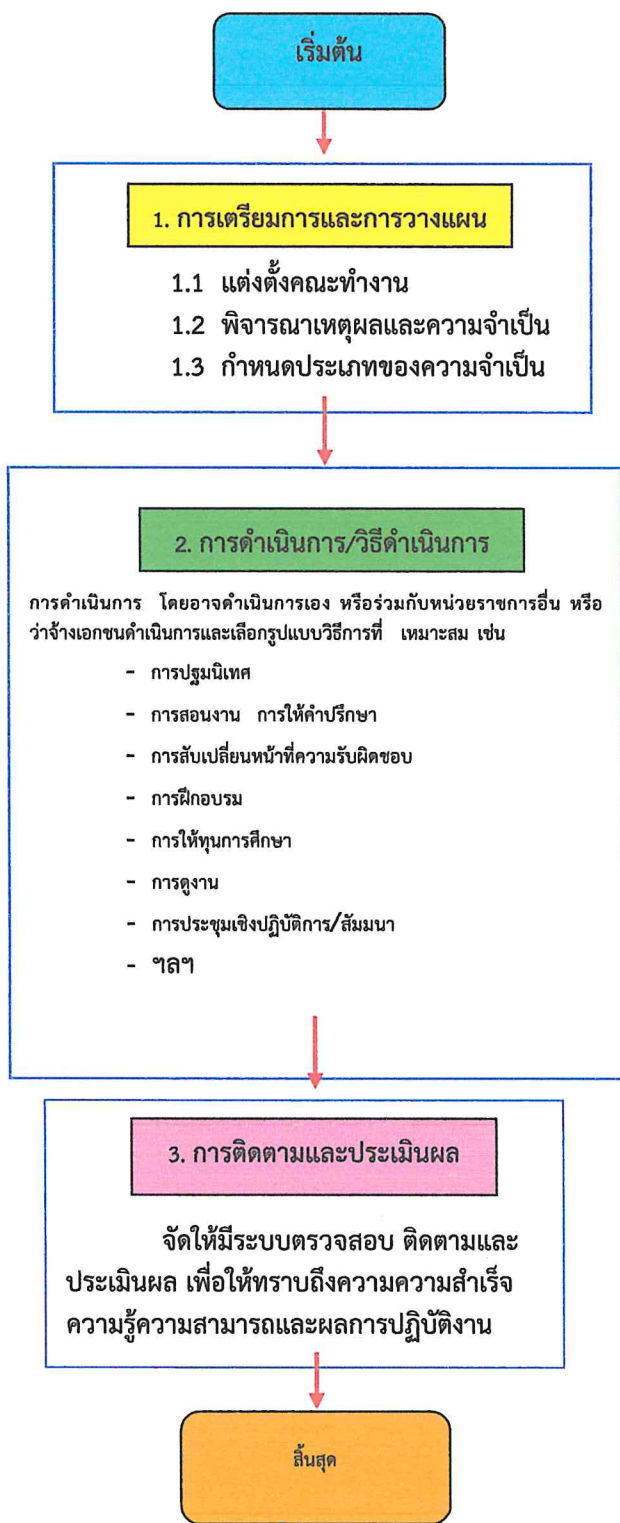 เริ่มต้น
1. การเตรียมการและการวางแผน
1.1 แต่งตั้งคณะทำงาน
1.2 พิจารณาเหตุผลและความจำเป็น
1.3 กำหนดประเภทของความจำเป็น
2. การดำเนินการ/วิธีดำเนินการ
การดำเนินการ โดยอาจดำเนินการเอง หรือร่วมกับหน่วยราชการอื่น หรือ
ว่าจ้างเอกชนดำเนินการและเลือกรูปแบบวิธีการที่ เหมาะสม เช่น
- การปฐมนิเทศ
- การสอนงาน การให้คำปรึกษา
- การสับเปลี่ยนหน้าที่ความรับผิดชอบ
- การฝึกอบรม
- การให้ทุนการศึกษา
- การดูงาน
- การประชุมเชิงปฏิบัติการ/สัมมนา
- ฯลฯ
3. การติดตามและประเมินผล
จัดให้มีระบบตรวจสอบ ติดตามและ
ประเมินผล เพื่อให้ทราบถึงความความสำเร็จ
ความรู้ความสามารถและผลการปฏิบัติงาน
สิ้นสุด